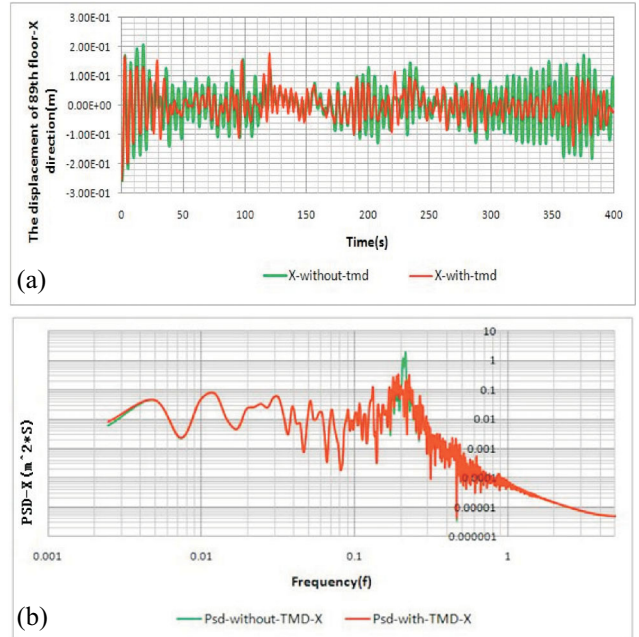 (a)
The displacement of 89th floor-X
direction(m)
3.00E-01
2.00E-01
1.00E-01
0.00E+00
-1.00E-01
-2.00E-01
-3.00E-01
0 50 100 150 200 250 300 350 400
Time(s)
X-without-tmd X-with-tmd
(b)
PSD-X (m^2*S)
10
1
0.1
0.01
0.001
0.0001
0.00001
0.000001
0.001 0.01 0.1 1
Frequency(f)
Psd-without-TMD-X Psd-with-TMD-X